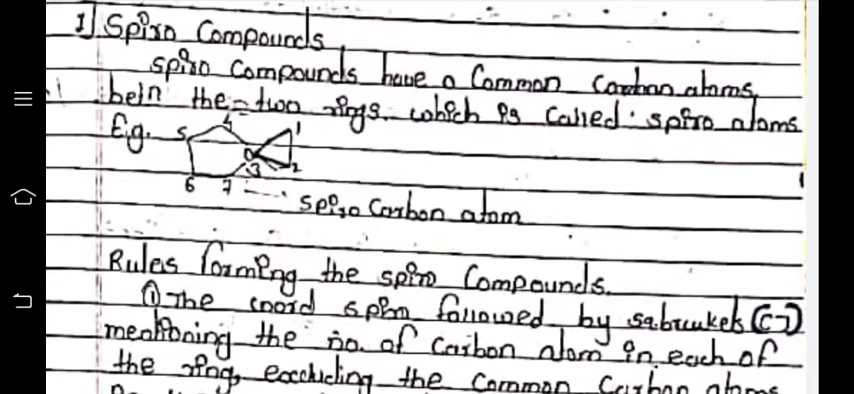 1] Spiro Compounds
spiro compounds have a Common Carbon atoms,
betn the two rings. which is Called spiro atoms
E.g.
1
2
3
4
5
6
7
spiro Carbon atom
Rules forming the spiro Compounds.
① The word spiro followed by sq.brackets ([-])
mentioning the no. of Carbon atom in each of
the ring, excluding the common Carbon atoms